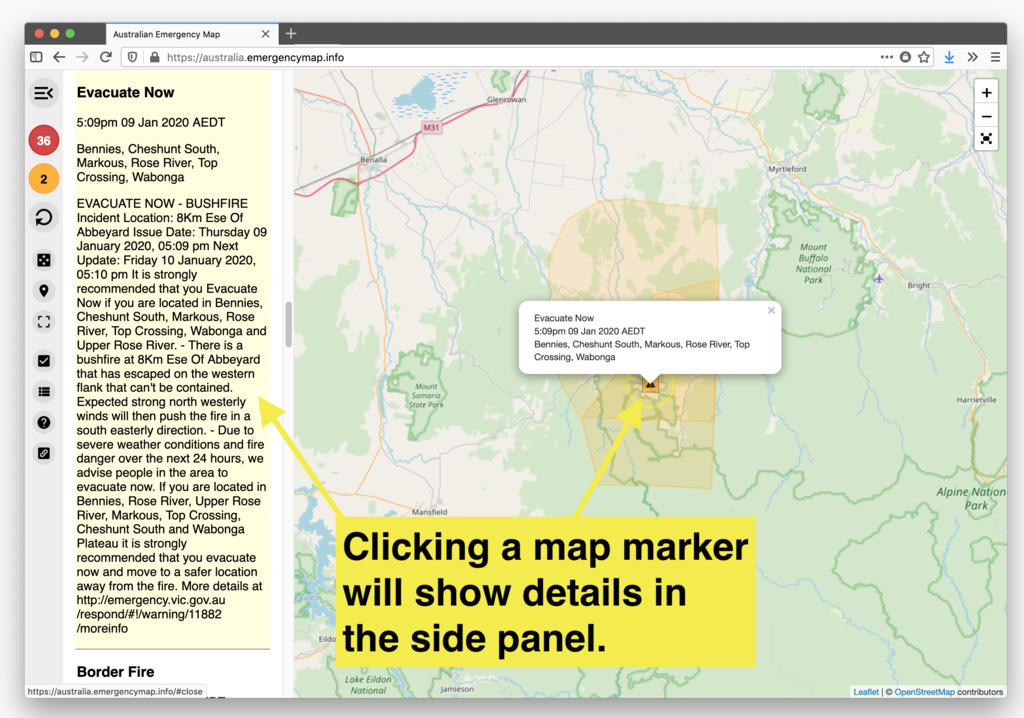 Australian Emergency Map
https://australia.emergencymap.info
Evacuate Now
5:09pm 09 Jan 2020 AEDT
Bennies, Cheshunt South,
Markous, Rose River, Top
Crossing, Wabonga
EVACUATE NOW - BUSHFIRE
Incident Location: 8Km Ese Of
Abbeyard Issue Date: Thursday 09
January 2020, 05:09 pm Next
Update: Friday 10 January 2020,
05:10 pm It is strongly
recommended that you Evacuate
Now if you are located in Bennies,
Cheshunt South, Markous, Rose
River, Top Crossing, Wabonga and
Upper Rose River. - There is a
bushfire at 8Km Ese Of Abbeyard
that has escaped on the western
flank that can't be contained.
Expected strong north westerly
winds will then push the fire in a
south easterly direction. - Due to
severe weather conditions and fire
danger over the next 24 hours, we
advise people in the area to
evacuate now. If you are located in
Bennies, Rose River, Upper Rose
River, Markous, Top Crossing,
Cheshunt South and Wabonga
Plateau it is strongly
recommended that you evacuate
now and move to a safer location
away from the fire. More details at
http://emergency.vic.gov.au
/respond/#!/warning/11882
/moreinfo
Border Fire
https://australia.emergencymap.info/#close
36
2
Glenrowan
M31
Benalla
Myrtleford
Mount
Buffalo
National
Park
Bright
Evacuate Now
5:09pm 09 Jan 2020 AEDT
Bennies, Cheshunt South, Markous, Rose River, Top
Crossing, Wabonga
Mount
Samaria
State Park
Harrietville
Mansfield
Alpine Nation
Park
Clicking a map marker
will show details in
the side panel.
Eildo
Lake Eildon
National
Jamieson
+
−
Leaflet | © OpenStreetMap contributors